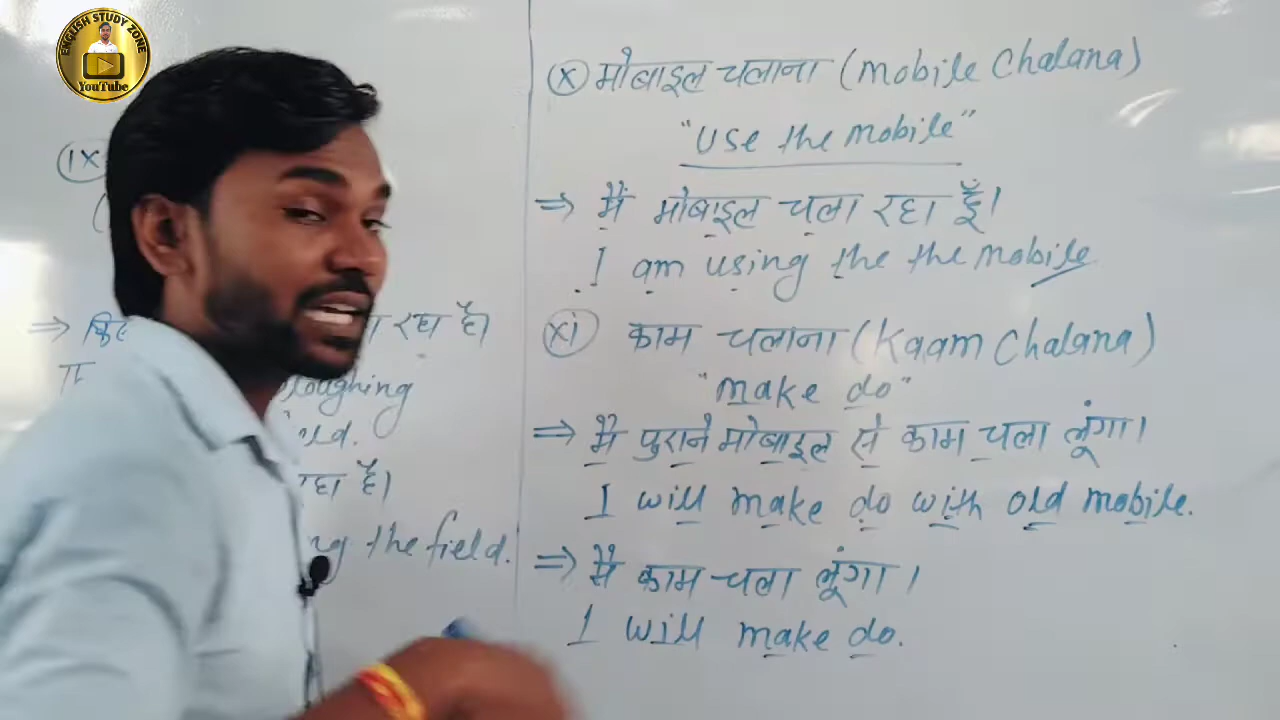 ENGLISH STUDY ZONE
YouTube
IX
⇒
रहा है।
ploughing
रहा है।
the field.
(X) मोबाइल चलाना (Mobile Chalana)
"Use the mobile"
⇒ मैं मोबाइल चला रहा हूँ।
I am using the the mobile
(xi) काम चलाना (Kaam Chalana)
"Make do"
⇒ मैं पुराने मोबाइल से काम चला लूंगा।
I will make do with old mobile.
⇒ मैं काम चला लूंगा।
I will make do.